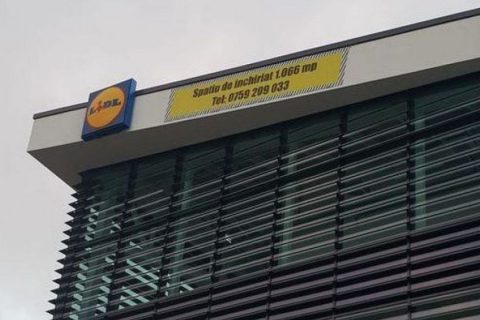 LIDL
Spatiu de inchiriat 1.066 mp
Tel: 0759 209 033